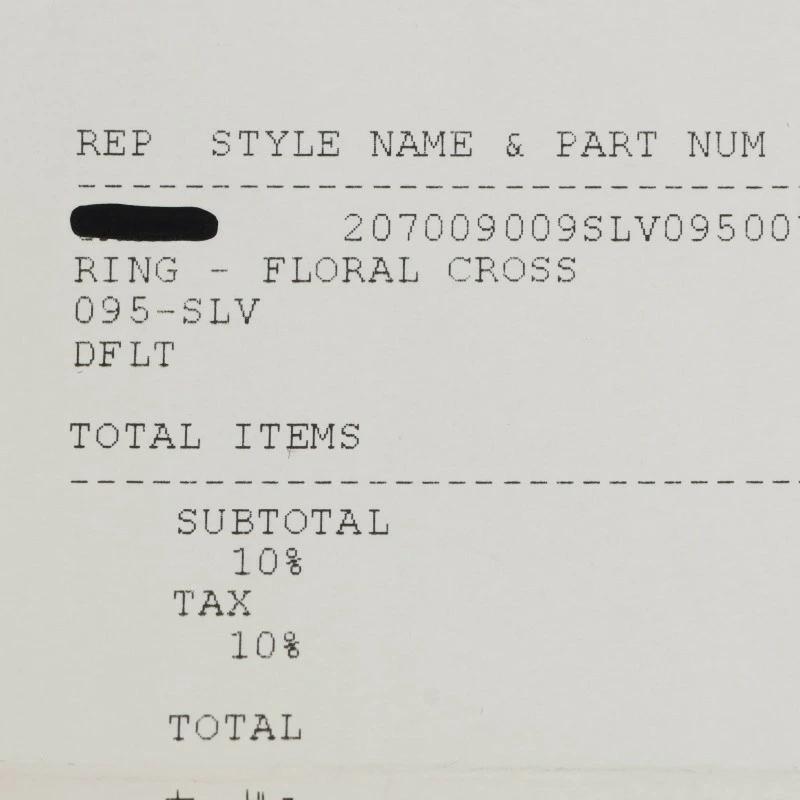 REP STYLE NAME & PART NUM
--------------------------------
207009009SLV09500
RING - FLORAL CROSS
095-SLV
DFLT
TOTAL ITEMS
--------------------------------
SUBTOTAL
10%
TAX
10%
TOTAL